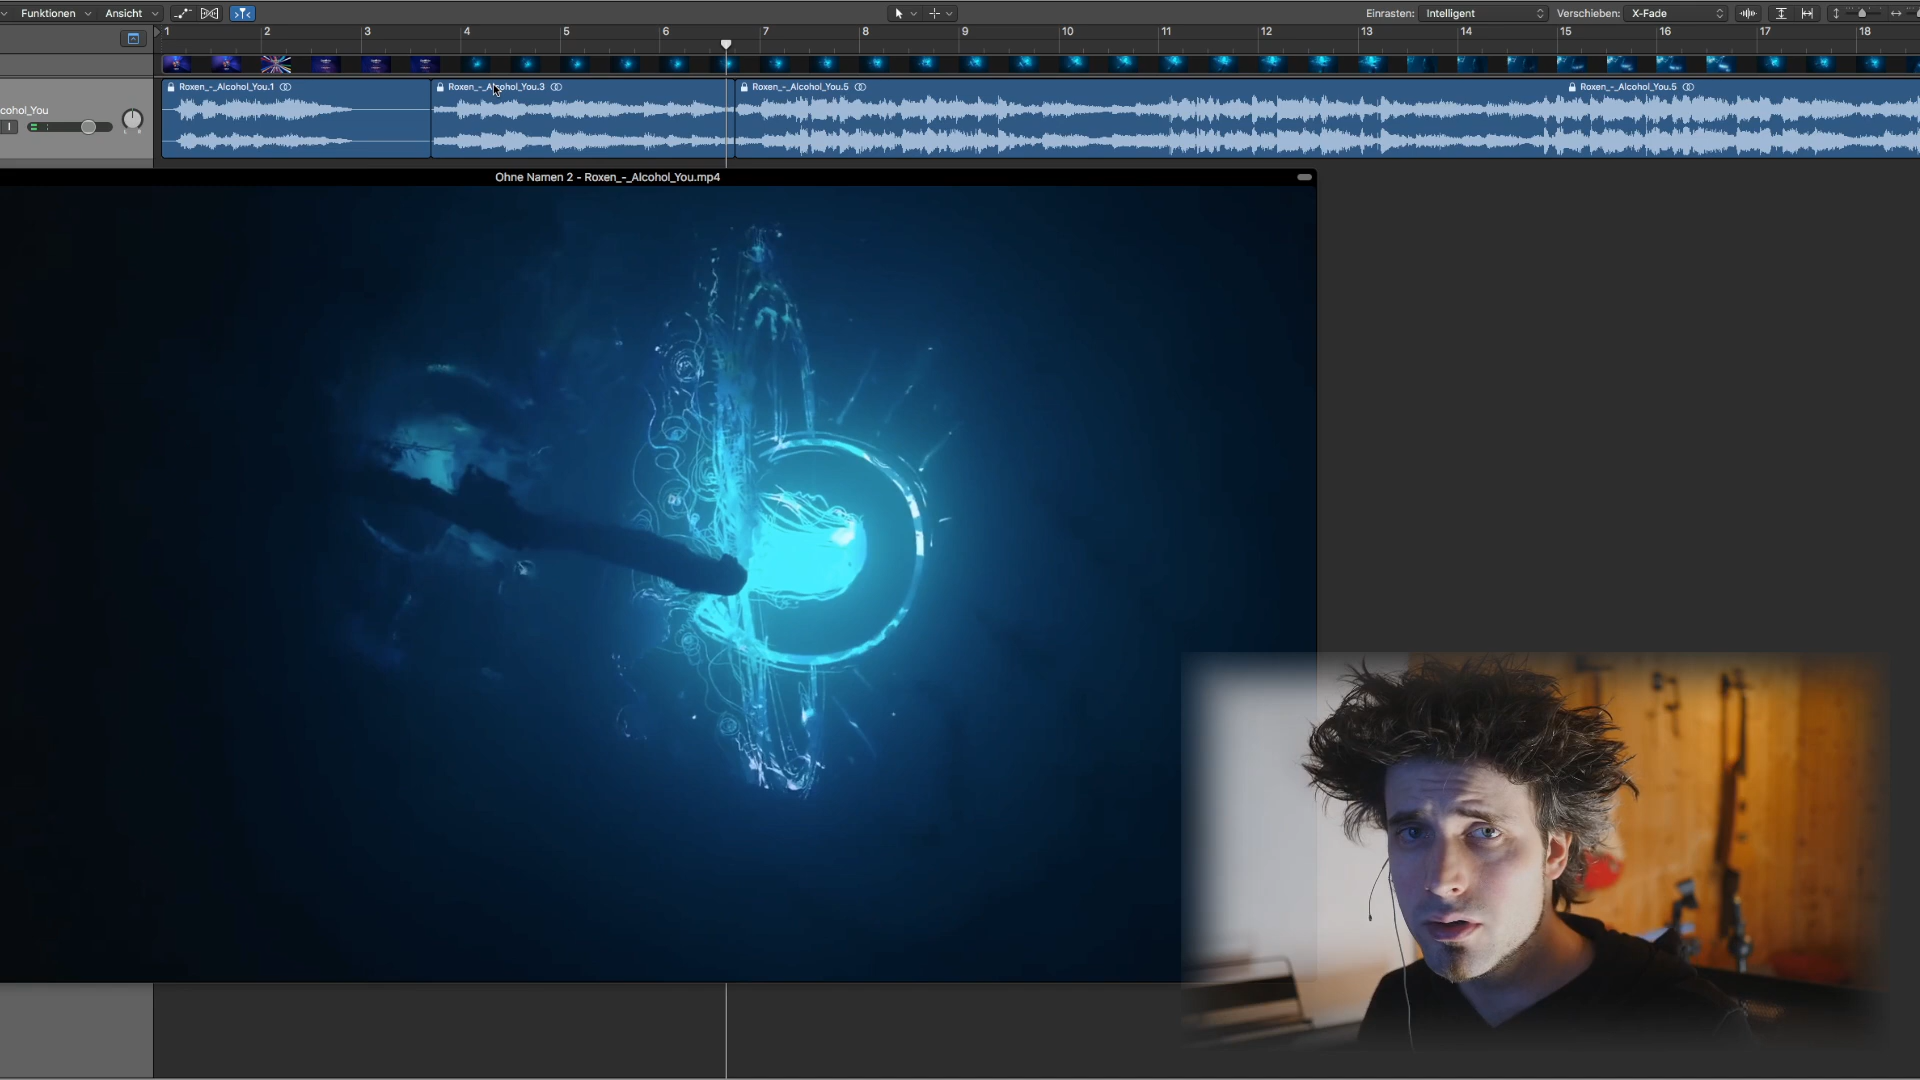 Funktionen Ansicht Einrasten: Intelligent Verschieben: X-Fade
1 2 3 4 5 6 7 8 9 10 11 12 13 14 15 16 17 18
Roxen_-_Alcohol_You.1 Roxen_-_Alcohol_You.3 Roxen_-_Alcohol_You.5 Roxen_-_Alcohol_You.5
cohol_You
I
Ohne Namen 2 - Roxen_-_Alcohol_You.mp4